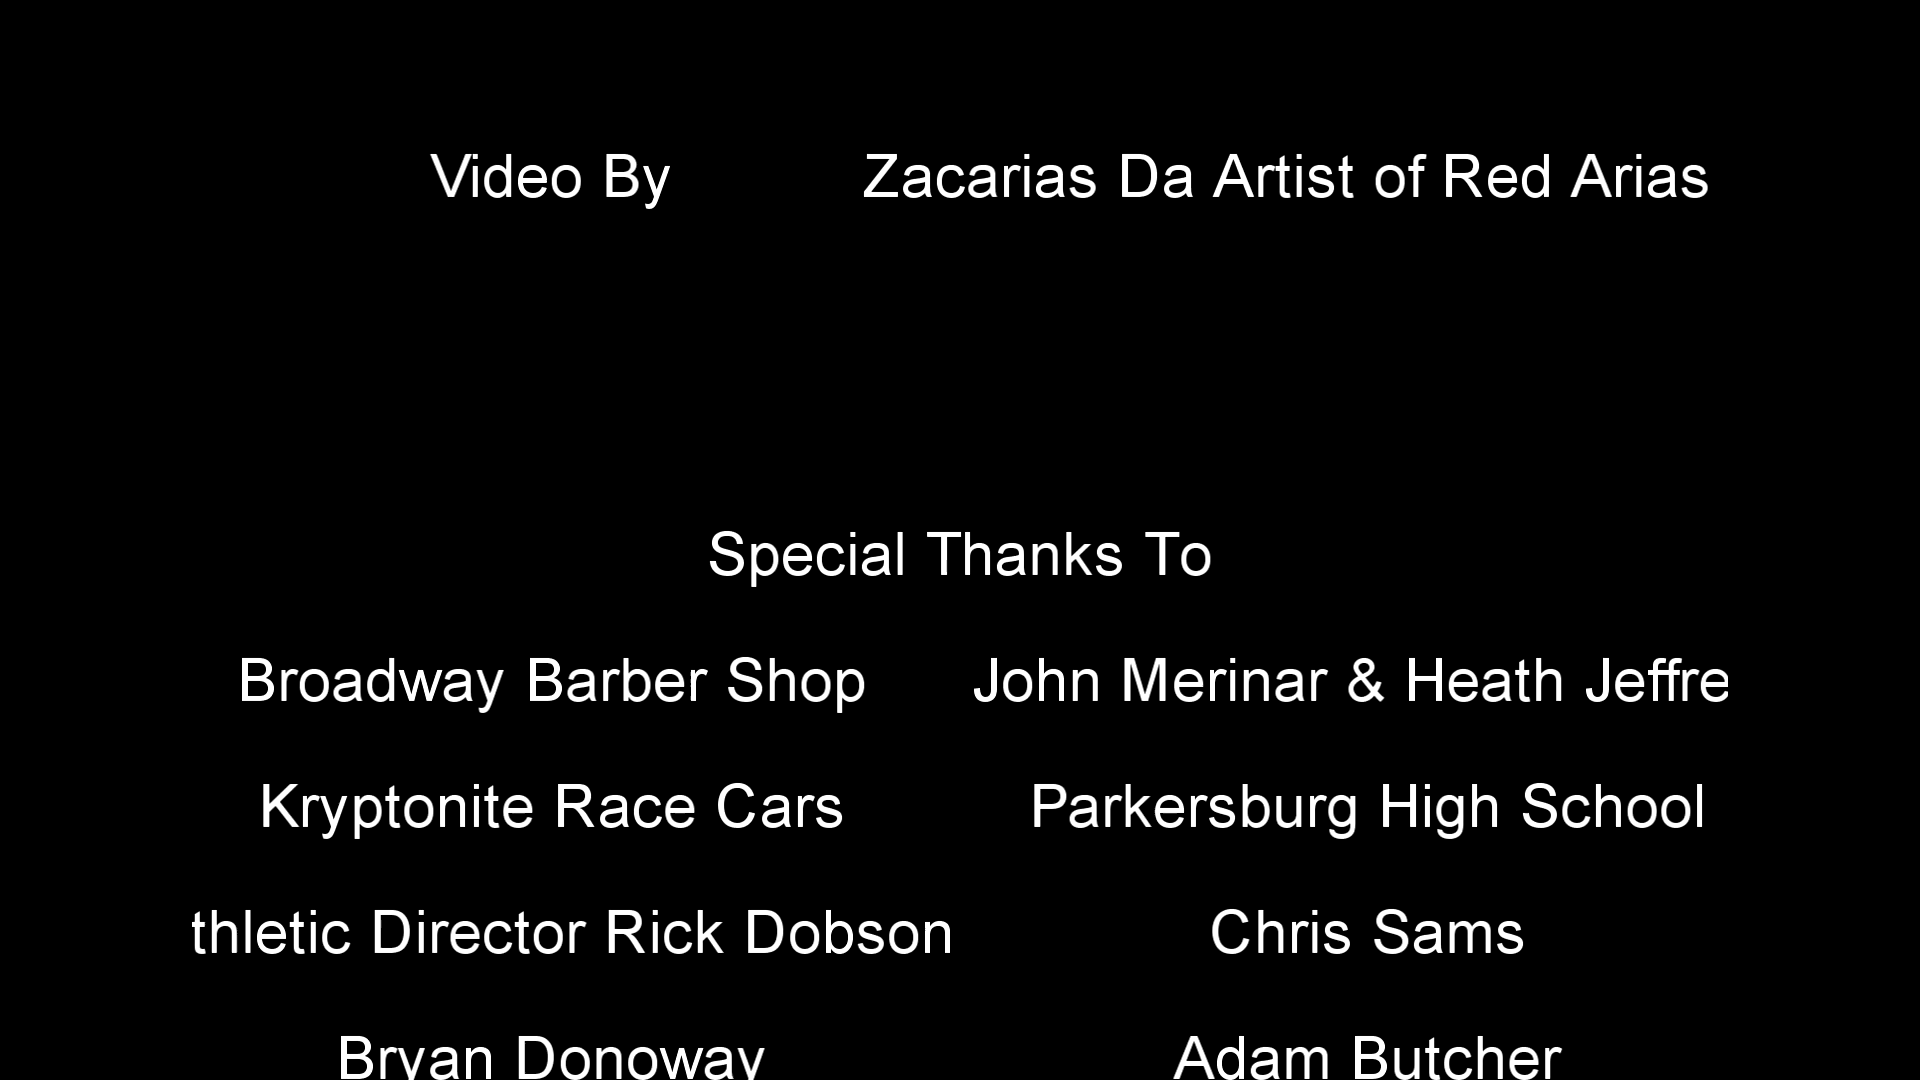 Video By Zacarias Da Artist of Red Arias
Special Thanks To
Broadway Barber Shop John Merinar & Heath Jeffre
Kryptonite Race Cars Parkersburg High School
thletic Director Rick Dobson Chris Sams
Bryan Donoway Adam Butcher